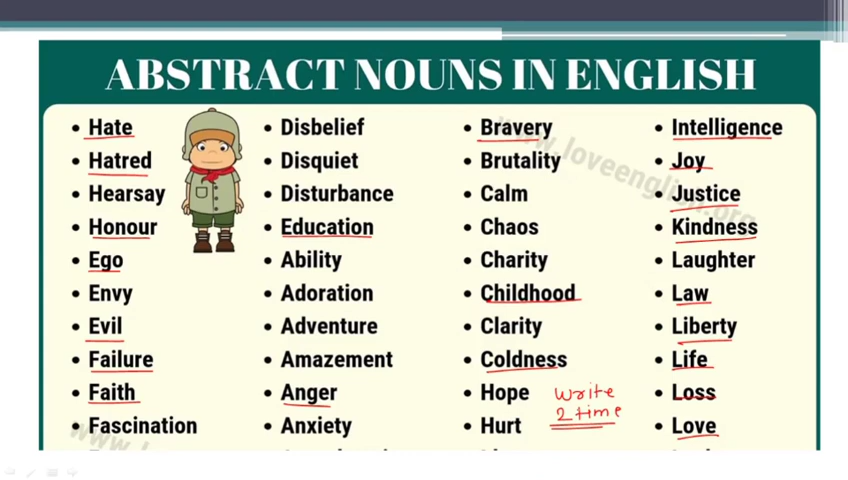 ABSTRACT NOUNS IN ENGLISH
• Hate
• Hatred
• Hearsay
• Honour
• Ego
• Envy
• Evil
• Failure
• Faith
• Fascination
• Disbelief
• Disquiet
• Disturbance
• Education
• Ability
• Adoration
• Adventure
• Amazement
• Anger
• Anxiety
• Bravery
• Brutality
• Calm
• Chaos
• Charity
• Childhood
• Clarity
• Coldness
• Hope
• Hurt
Write
2 time
• Intelligence
• Joy
• Justice
• Kindness
• Laughter
• Law
• Liberty
• Life
• Loss
• Love
www.loveenglish.org